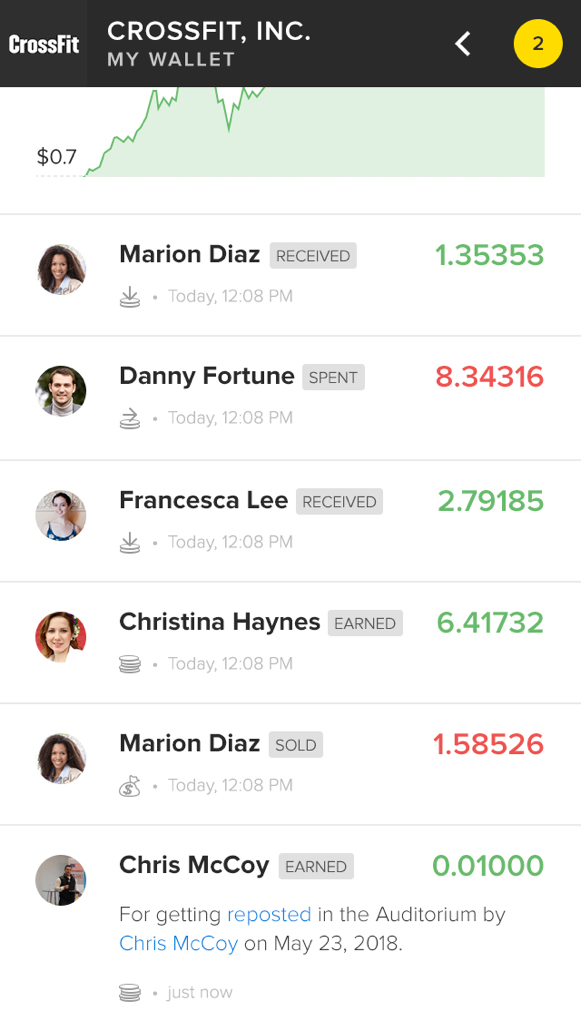 CrossFit
CROSSFIT, INC.
MY WALLET
2
$0.7
Marion Diaz RECEIVED 1.35353
• Today, 12:08 PM
Danny Fortune SPENT 8.34316
• Today, 12:08 PM
Francesca Lee RECEIVED 2.79185
• Today, 12:08 PM
Christina Haynes EARNED 6.41732
• Today, 12:08 PM
Marion Diaz SOLD 1.58526
$ • Today, 12:08 PM
Chris McCoy EARNED 0.01000
For getting reposted in the Auditorium by
Chris McCoy on May 23, 2018.
• just now